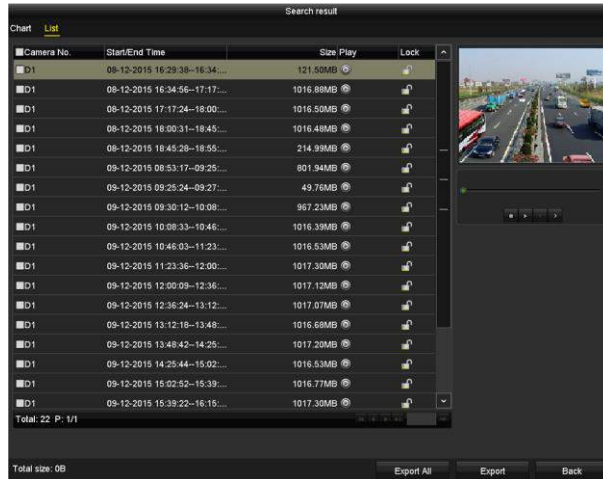 Search result
Chart List
Camera No. Start/End Time Size Play Lock
D1 08-12-2015 16:29:38--16:34:... 121.50MB
D1 08-12-2015 16:34:56--17:17:... 1016.88MB
D1 08-12-2015 17:17:24--18:00:... 1016.50MB
D1 08-12-2015 18:00:31--18:45:... 1016.48MB
D1 08-12-2015 18:45:28--18:55:... 214.99MB
D1 09-12-2015 08:53:17--09:25:... 801.94MB
D1 09-12-2015 09:25:24--09:27:... 49.76MB
D1 09-12-2015 09:30:12--10:08:... 967.23MB
D1 09-12-2015 10:08:33--10:46:... 1016.39MB
D1 09-12-2015 10:46:03--11:23:... 1016.53MB
D1 09-12-2015 11:23:36--12:00:... 1017.30MB
D1 09-12-2015 12:00:09--12:36:... 1017.12MB
D1 09-12-2015 12:36:24--13:12:... 1017.07MB
D1 09-12-2015 13:12:18--13:48:... 1016.68MB
D1 09-12-2015 13:48:42--14:25:... 1017.20MB
D1 09-12-2015 14:25:44--15:02:... 1016.53MB
D1 09-12-2015 15:02:52--15:39:... 1016.77MB
D1 09-12-2015 15:39:22--16:15:... 1017.30MB
Total: 22 P: 1/1
Total size: 0B Export All Export Back